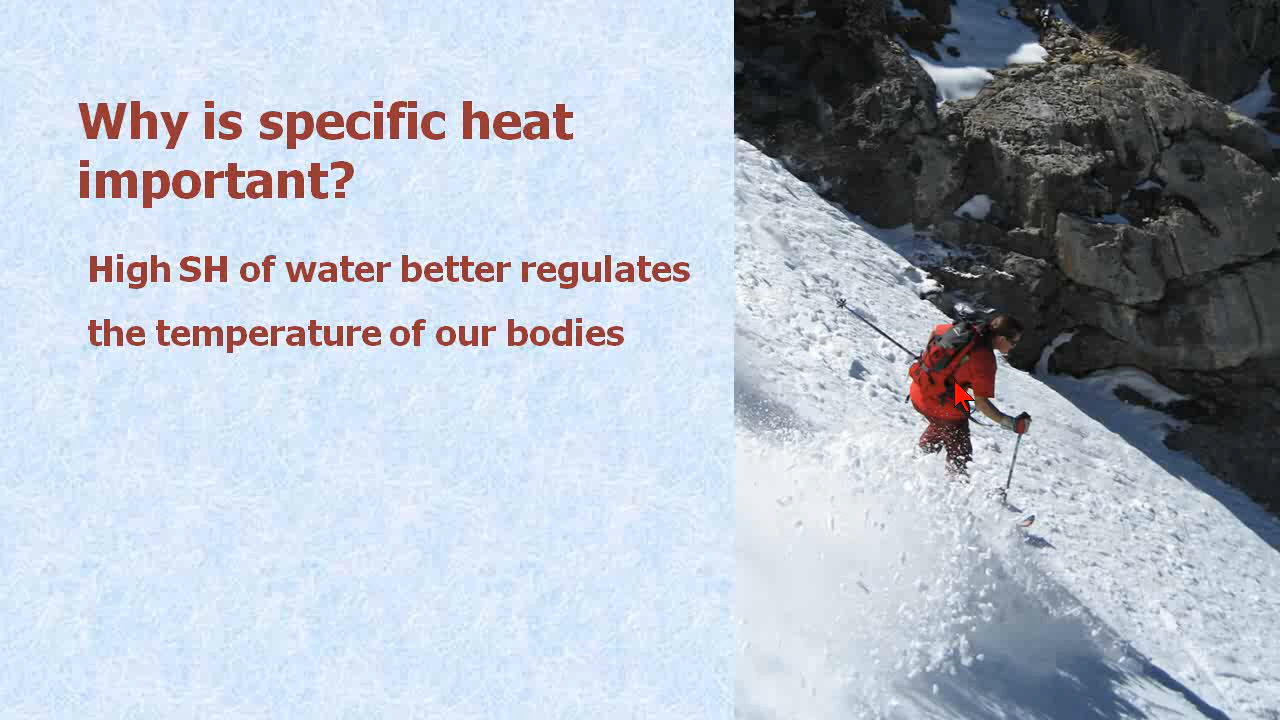 Why is specific heat
important?
High SH of water better regulates
the temperature of our bodies